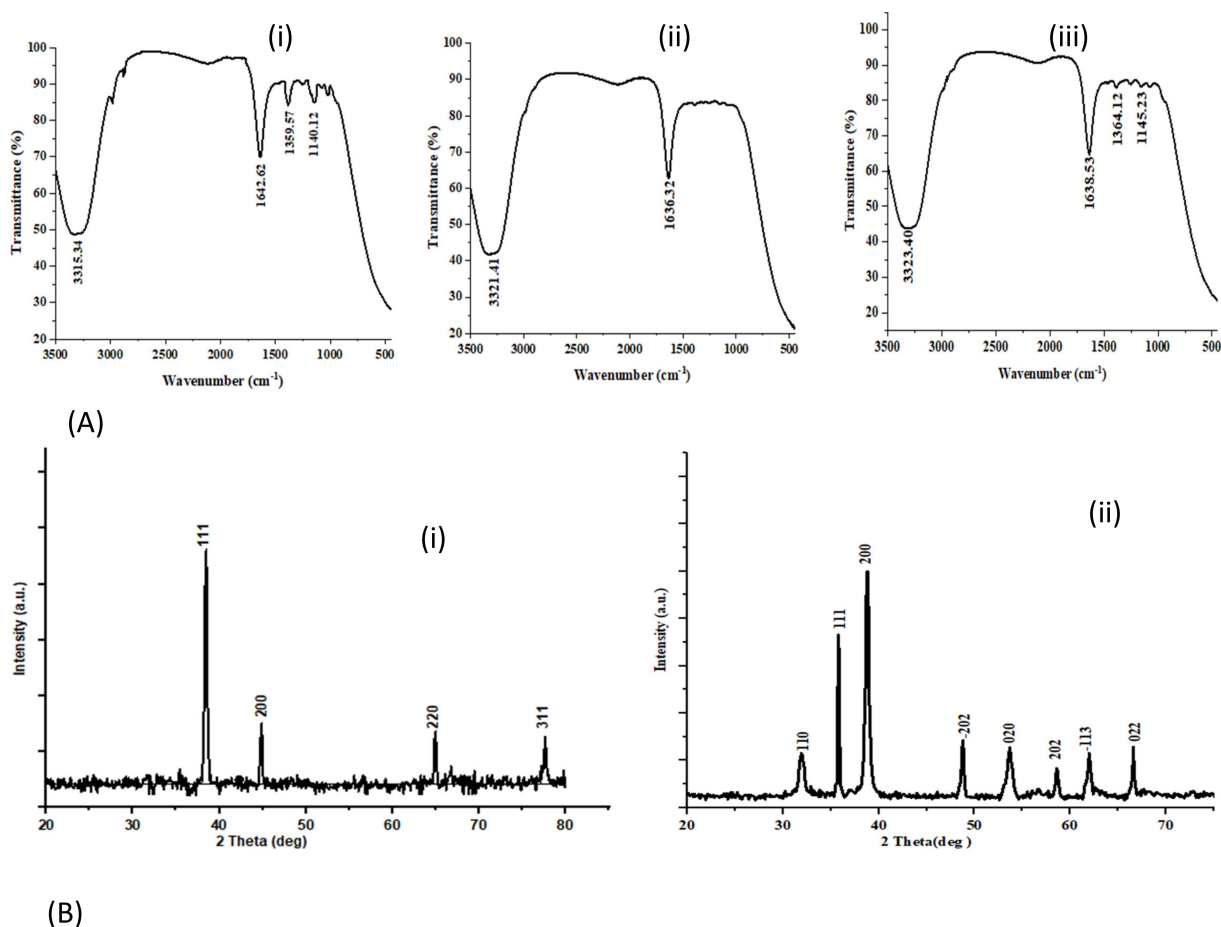 (i)
100
90
80
70
60
50
40
30
20
Transmittance (%)
3315.34
1642.62
1359.57
1140.12
3500 3000 2500 2000 1500 1000 500
Wavenumber (cm⁻¹)
(ii)
100
90
80
70
60
50
40
30
20
Transmittance (%)
3321.41
1636.32
3500 3000 2500 2000 1500 1000 500
Wavenumber (cm⁻¹)
(iii)
100
90
80
70
60
50
40
30
20
Transmittance (%)
3323.40
1638.53
1364.12
1145.23
3500 3000 2500 2000 1500 1000 500
Wavenumber (cm⁻¹)
(A)
(i)
Intensity (a.u.)
111
200
220
311
20 30 40 50 60 70 80
2 Theta (deg)
(ii)
Intensity (a.u.)
110
111
200
-202
020
202
-113
022
20 30 40 50 60 70
2 Theta(deg )
(B)